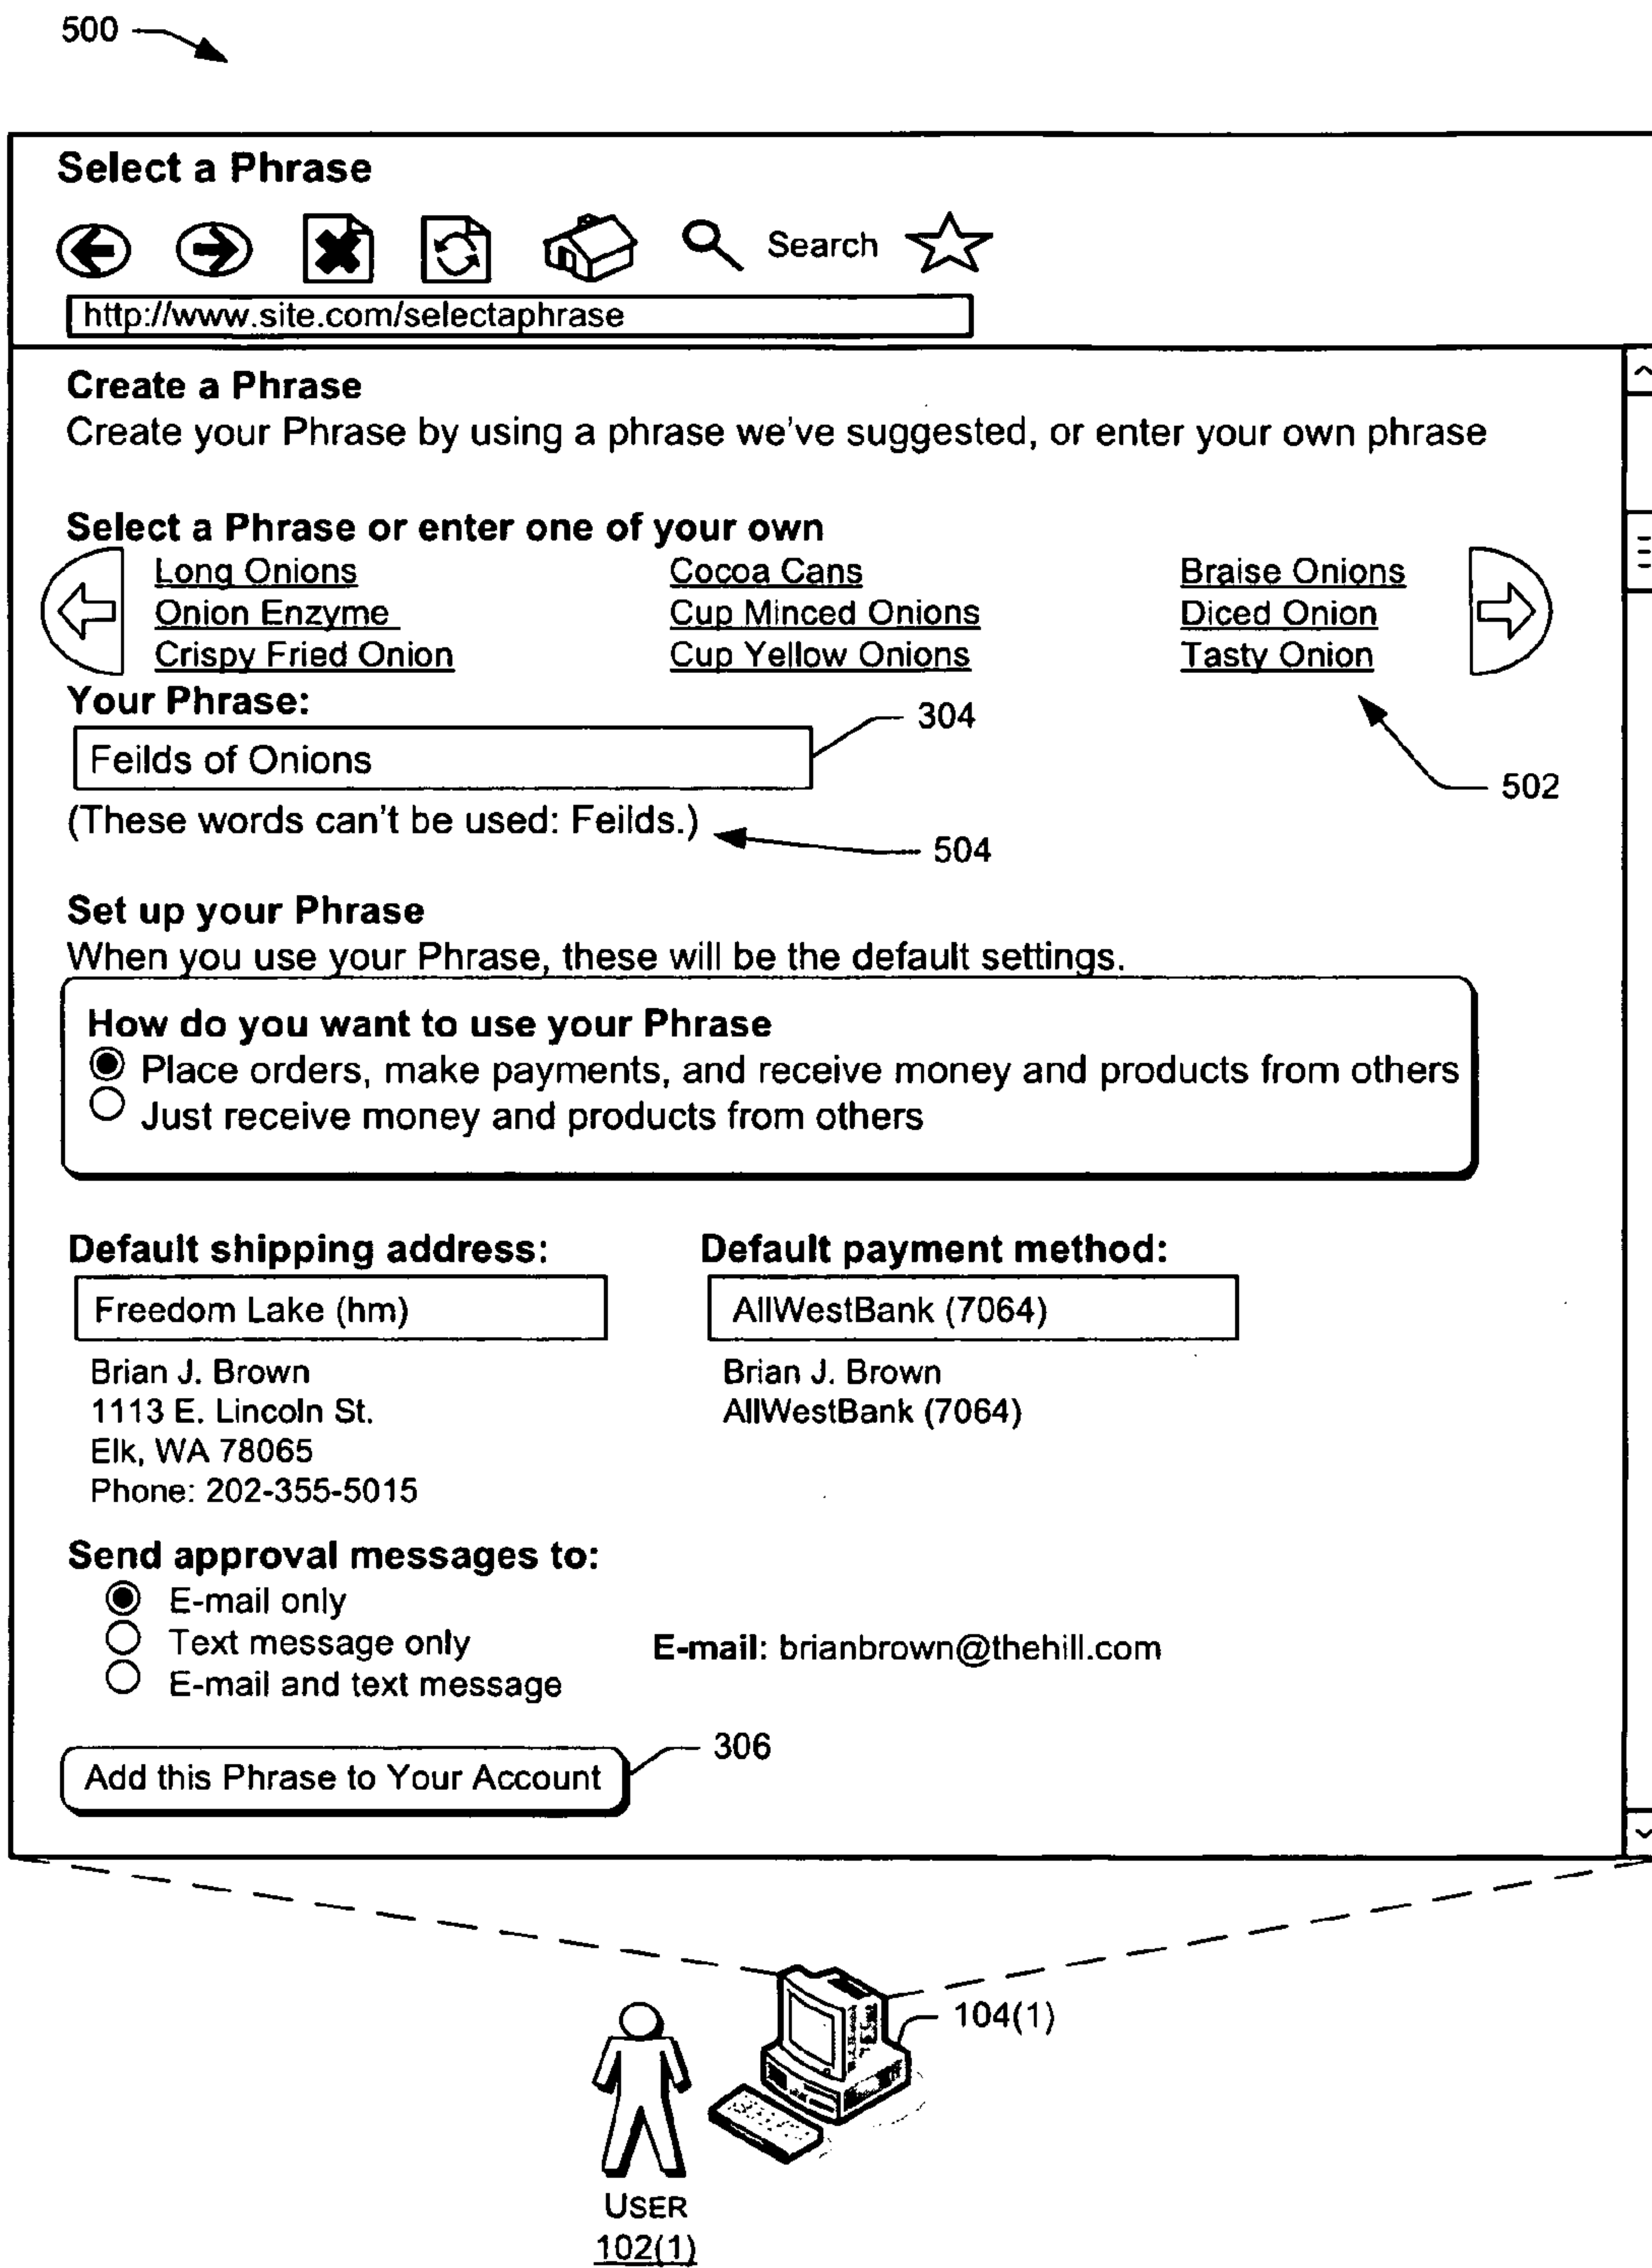 500
Select a Phrase
Search
http://www.site.com/selectaphrase
Create a Phrase
Create your Phrase by using a phrase we've suggested, or enter your own phrase
Select a Phrase or enter one of your own
Long Onions Cocoa Cans Braise Onions
Onion Enzyme Cup Minced Onions Diced Onion
Crispy Fried Onion Cup Yellow Onions Tasty Onion
Your Phrase:
304
Feilds of Onions
502
(These words can't be used: Feilds.)
504
Set up your Phrase
When you use your Phrase, these will be the default settings.
How do you want to use your Phrase
Place orders, make payments, and receive money and products from others
Just receive money and products from others
Default shipping address: Default payment method:
Freedom Lake (hm) AllWestBank (7064)
Brian J. Brown Brian J. Brown
1113 E. Lincoln St. AllWestBank (7064)
Elk, WA 78065
Phone: 202-355-5015
Send approval messages to:
E-mail only
Text message only E-mail: brianbrown@thehill.com
E-mail and text message
306
Add this Phrase to Your Account
104(1)
USER
102(1)